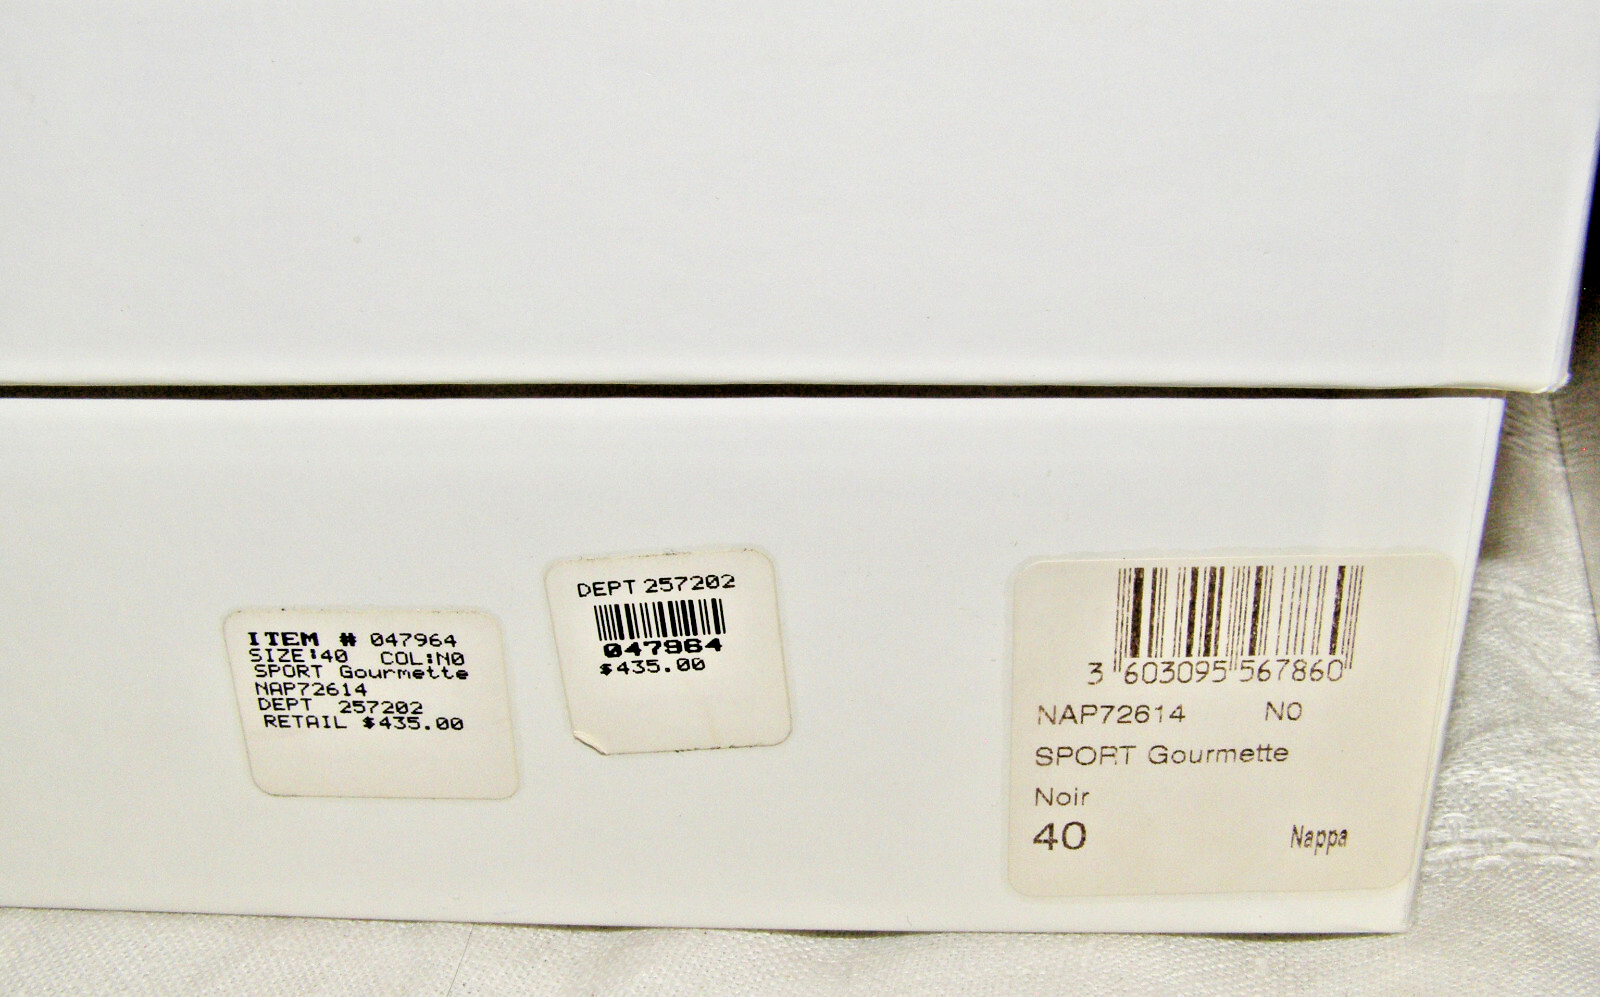 ITEM # 047964
SIZE:40 COL:N0
SPORT Gourmette
NAP72614
DEPT 257202
RETAIL $435.00
DEPT 257202
047964
$435.00
3 603095 567860
NAP72614 N0
SPORT Gourmette
Noir
40 Nappa